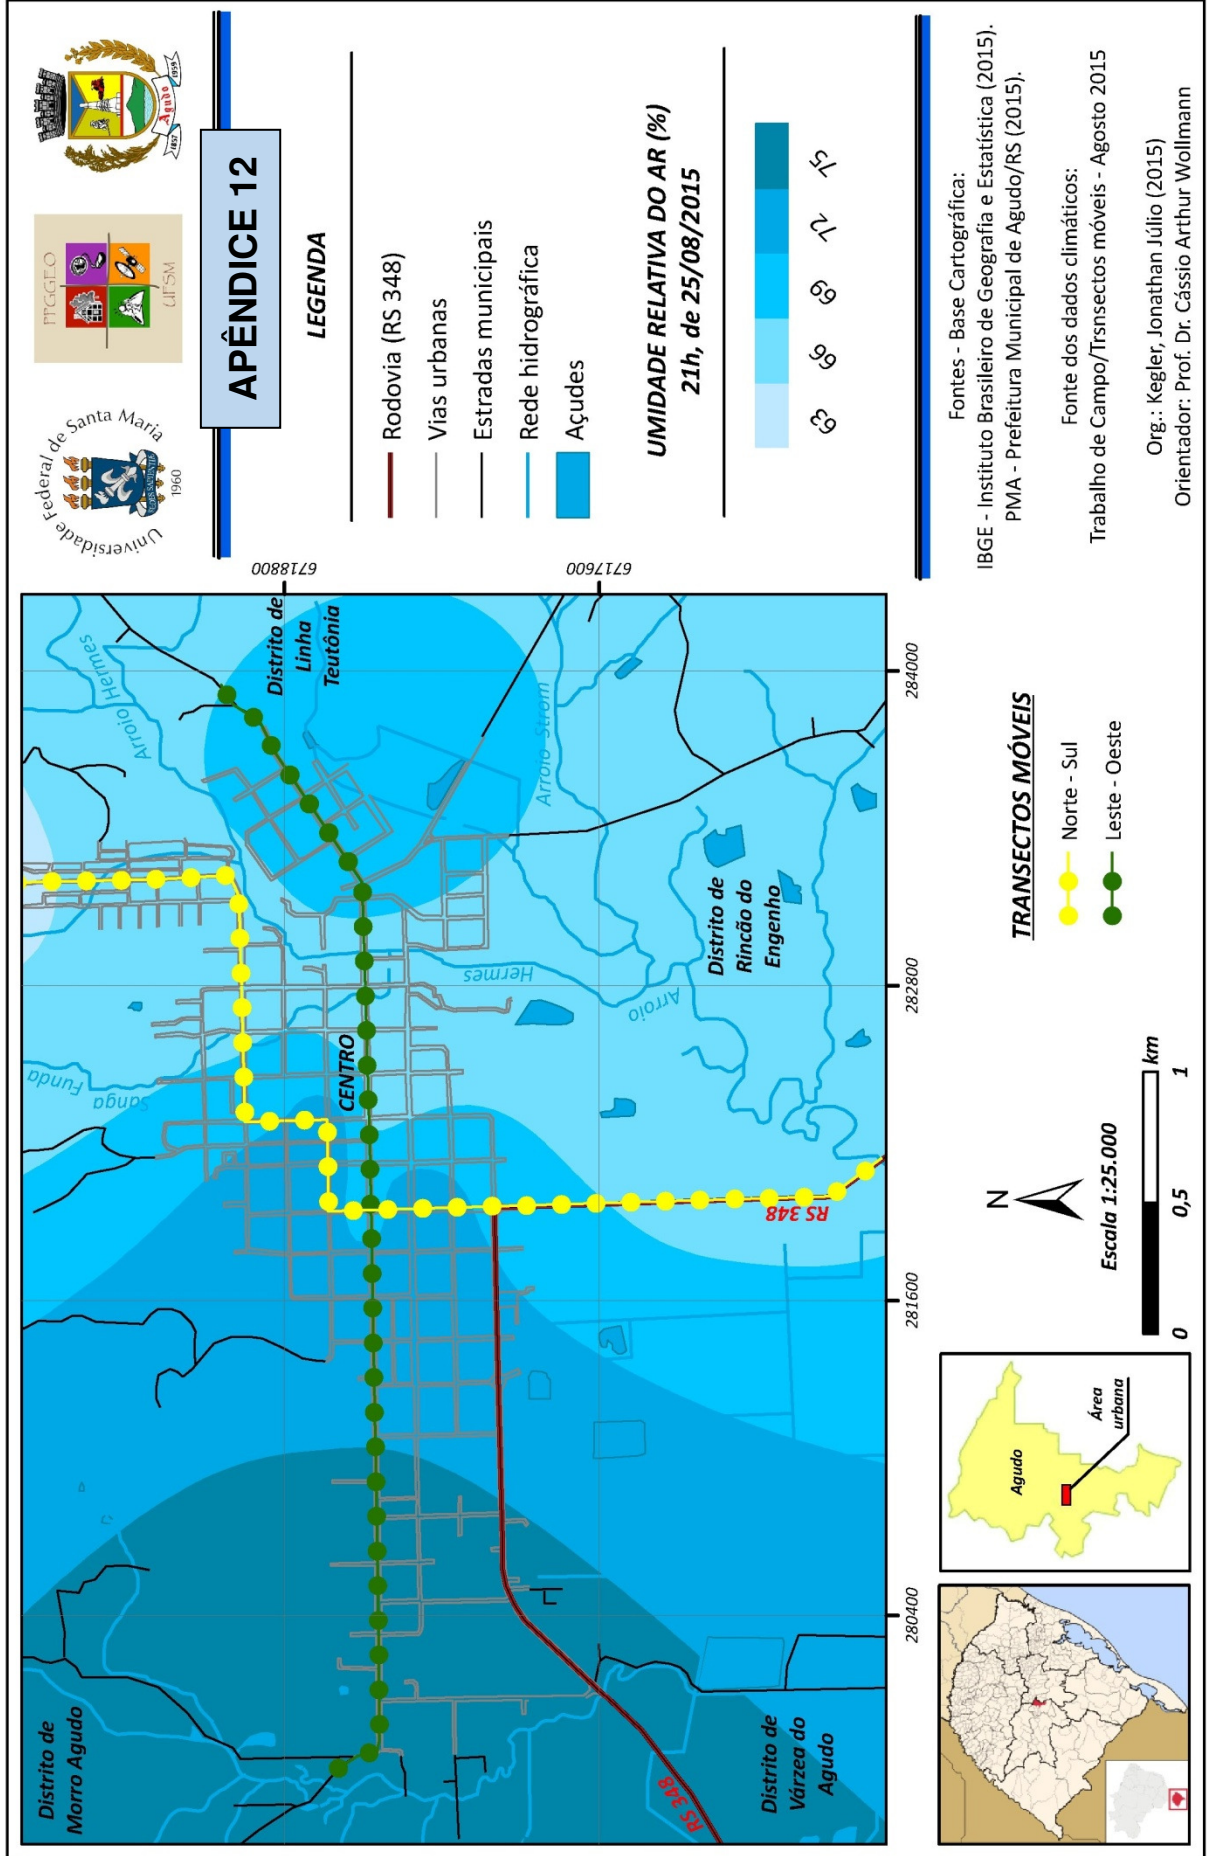 Universidade Federal de Santa Maria
1960
PPGGEO
UFSM
1857
Agudo
1959
APÊNDICE 12
LEGENDA
Rodovia (RS 348)
Vias urbanas
Estradas municipais
Rede hidrográfica
Açudes
UMIDADE RELATIVA DO AR (%)
21h, de 25/08/2015
63
66
69
72
75
Fontes - Base Cartográfica:
IBGE - Instituto Brasileiro de Geografia e Estatística (2015).
PMA - Prefeitura Municipal de Agudo/RS (2015).
Fonte dos dados climáticos:
Trabalho de Campo/Trsnsectos móveis - Agosto 2015
Org.: Kegler, Jonathan Júlio (2015)
Orientador: Prof. Dr. Cássio Arthur Wollmann
Distrito de
Morro Agudo
Sanga Funda
Arroio Hermes
Distrito de
Linha
Teutônia
6718800
CENTRO
Hermes
Arroio Strom
6717600
Arroio
Distrito de
Rincão do
Engenho
RS 348
RS 348
Distrito de
Várzea do
Agudo
280400
281600
282800
284000
Agudo
Área
urbana
N
Escala 1:25.000
0
0,5
1
km
TRANSECTOS MÓVEIS
Norte - Sul
Leste - Oeste